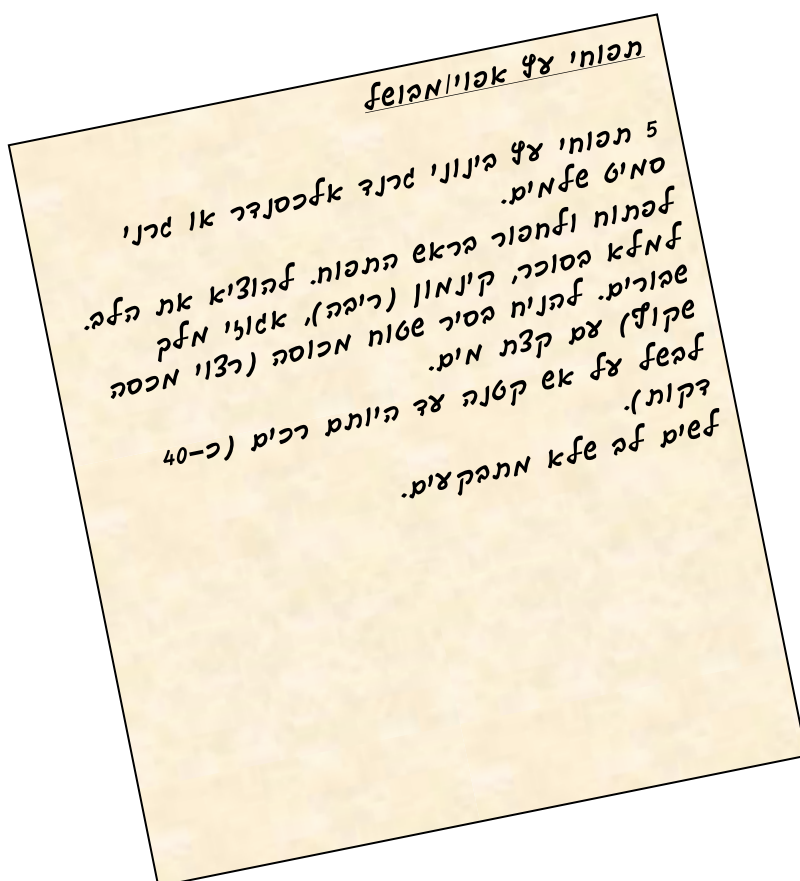 תפוחי עץ אפוי/מבושל
5 תפוחי עץ בינוני גרנד אלכסנדר או גרני
סמיט שלמים.
לפתוח ולחפור בראש התפוח. להוציא את הלב.
למלא בסוכר, קינמון (ריבה), אגוזי מלך
שבורים. להניח בסיר שטוח מכוסה (רצוי מכסה
שקוף) עם קצת מים.
לבשל על אש קטנה עד היותם רכים (כ-40
דקות).
לשים לב שלא מתבקעים.